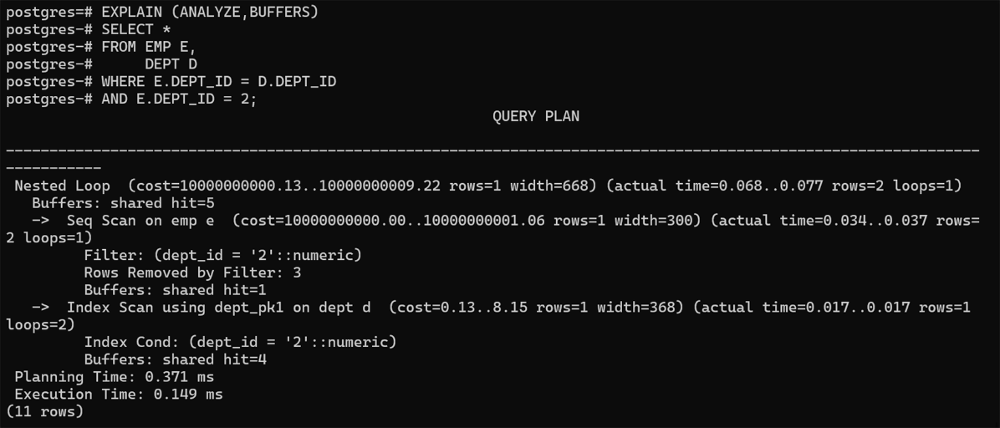 postgres=# EXPLAIN (ANALYZE,BUFFERS)
postgres-# SELECT *
postgres-# FROM EMP E,
postgres-#      DEPT D
postgres-# WHERE E.DEPT_ID = D.DEPT_ID
postgres-# AND E.DEPT_ID = 2;
                                                        QUERY PLAN
----------------------------------------------------------------------------------------------------------------
-----------
 Nested Loop  (cost=10000000000.13..10000000009.22 rows=1 width=668) (actual time=0.068..0.077 rows=2 loops=1)
   Buffers: shared hit=5
   ->  Seq Scan on emp e  (cost=10000000000.00..10000000001.06 rows=1 width=300) (actual time=0.034..0.037 rows=
2 loops=1)
         Filter: (dept_id = '2'::numeric)
         Rows Removed by Filter: 3
         Buffers: shared hit=1
   ->  Index Scan using dept_pk1 on dept d  (cost=0.13..8.15 rows=1 width=368) (actual time=0.017..0.017 rows=1
loops=2)
         Index Cond: (dept_id = '2'::numeric)
         Buffers: shared hit=4
 Planning Time: 0.371 ms
 Execution Time: 0.149 ms
(11 rows)